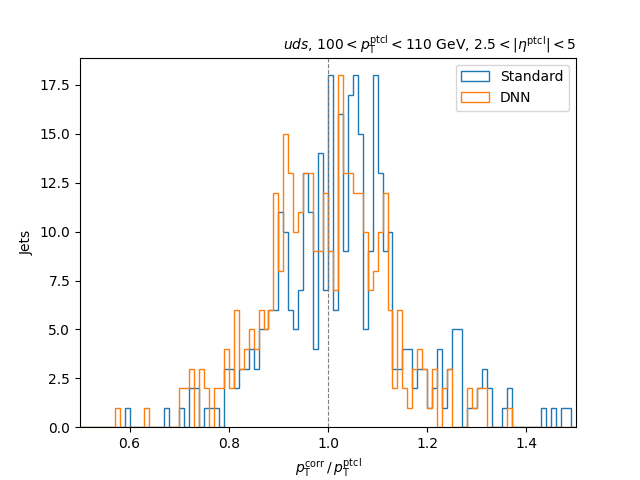 uds, 100 < p_T^ptcl < 110 GeV, 2.5 < |η^ptcl| < 5
Standard
DNN
17.5
15.0
12.5
10.0
7.5
5.0
2.5
0.0
Jets
0.6 0.8 1.0 1.2 1.4
p_T^corr / p_T^ptcl